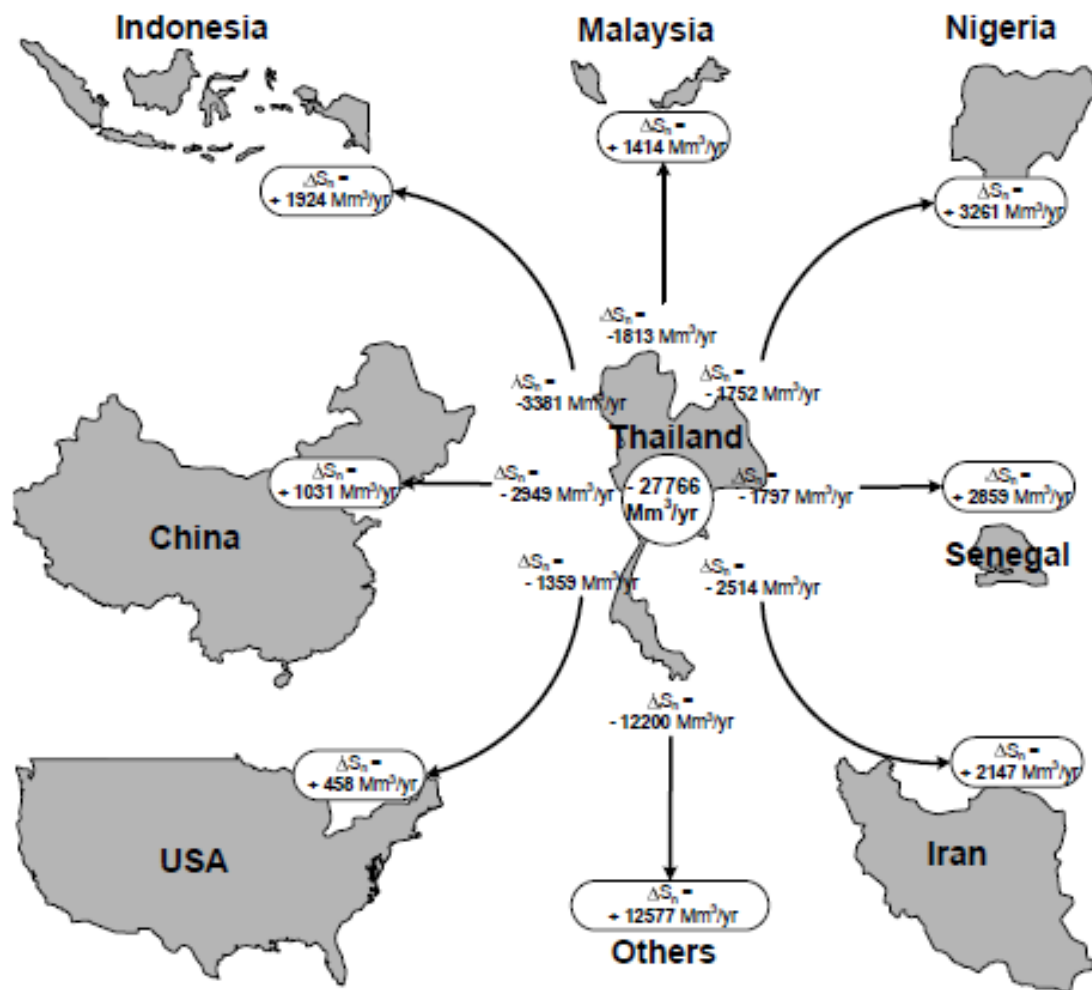 Indonesia
Malaysia
Nigeria
ΔSₙ =
+ 1414 Mm³/yr
ΔSₙ =
+ 1924 Mm³/yr
ΔSₙ =
+ 3261 Mm³/yr
ΔSₙ =
-1813 Mm³/yr
ΔSₙ =
-3381 Mm³/yr
ΔSₙ =
- 1752 Mm³/yr
Thailand
ΔSₙ =
+ 1031 Mm³/yr
ΔSₙ =
- 2949 Mm³/yr
- 27766
Mm³/yr
ΔSₙ =
- 1797 Mm³/yr
ΔSₙ =
+ 2859 Mm³/yr
China
Senegal
ΔSₙ =
- 1359 Mm³/yr
ΔSₙ =
- 2514 Mm³/yr
ΔSₙ =
- 12200 Mm³/yr
ΔSₙ =
+ 458 Mm³/yr
ΔSₙ =
+ 2147 Mm³/yr
USA
Iran
ΔSₙ =
+ 12577 Mm³/yr
Others